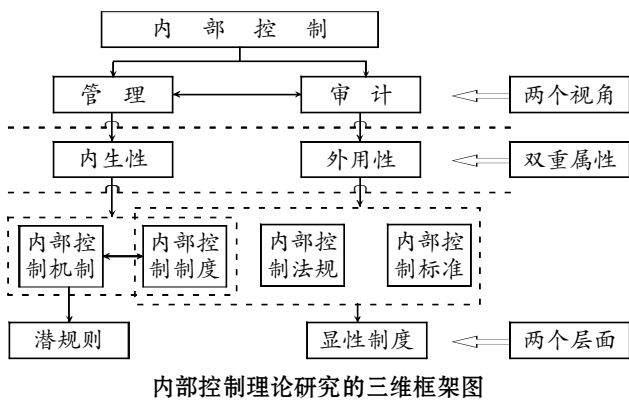 内部控制
管理
审计
两个视角
内生性
外用性
双重属性
内部控
制机制
内部控
制制度
内部控
制法规
内部控
制标准
潜规则
显性制度
两个层面
内部控制理论研究的三维框架图